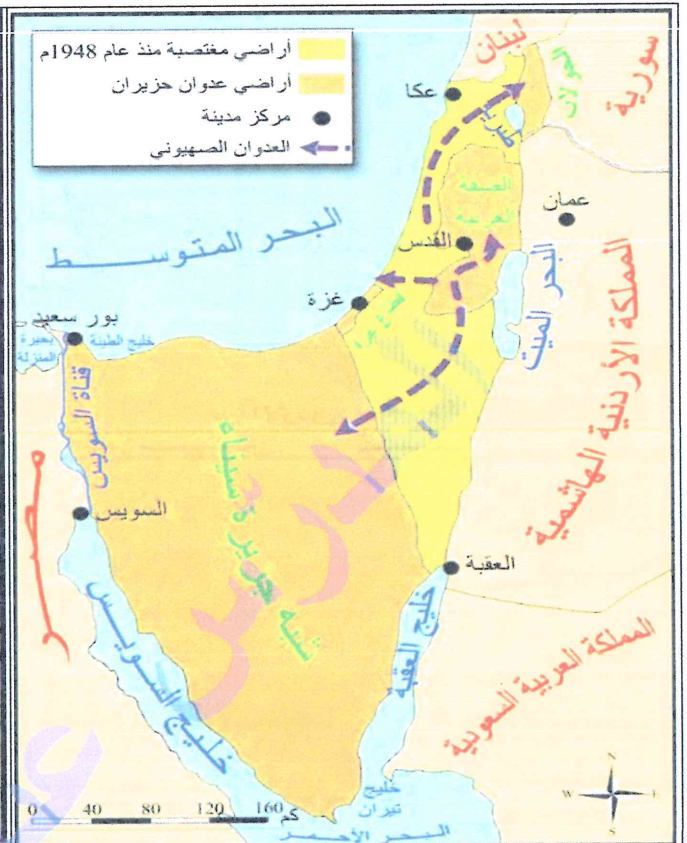 أراضي مغتصبة منذ عام 1948م
أراضي عدوان حزيران
مركز مدينة
العدوان الصهيوني
لبنان
سورية
الجولان
عكا
طبريا
الضفة
الغربية
عمان
القدس
البحر المتوسط
غزة
البحر الميت
المملكة الأردنية الهاشمية
بور سعيد
خليج الطينة
بحيرة
المنزلة
قناة السويس
شبه جزيرة سيناء
مصر
السويس
العقبة
خليج السويس
خليج العقبة
المملكة العربية السعودية
خليج
تيران
البحر الأحمر
0 40 80 120 160 كم
N
W E
S